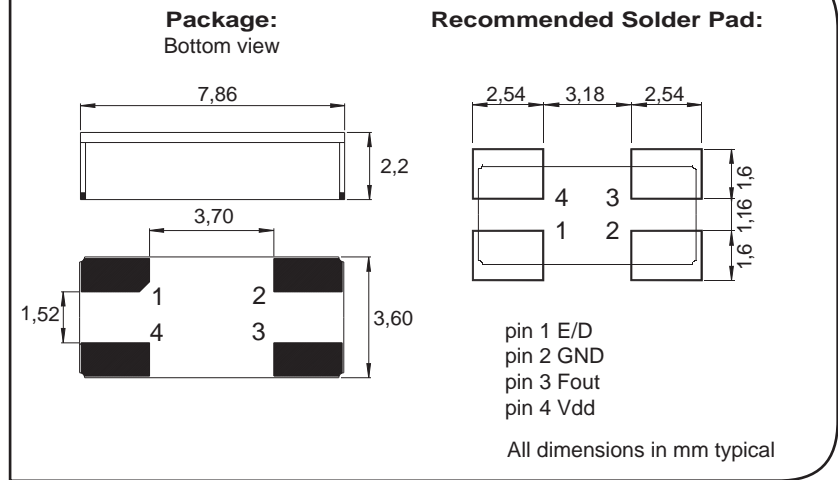 Package:
Bottom view
7,86
2,2
3,70
1 2
1,52
3,60
4 3
Recommended Solder Pad:
2,54 3,18 2,54
4 3
1 2
1,6
1,16
1,6
pin 1 E/D
pin 2 GND
pin 3 Fout
pin 4 Vdd
All dimensions in mm typical